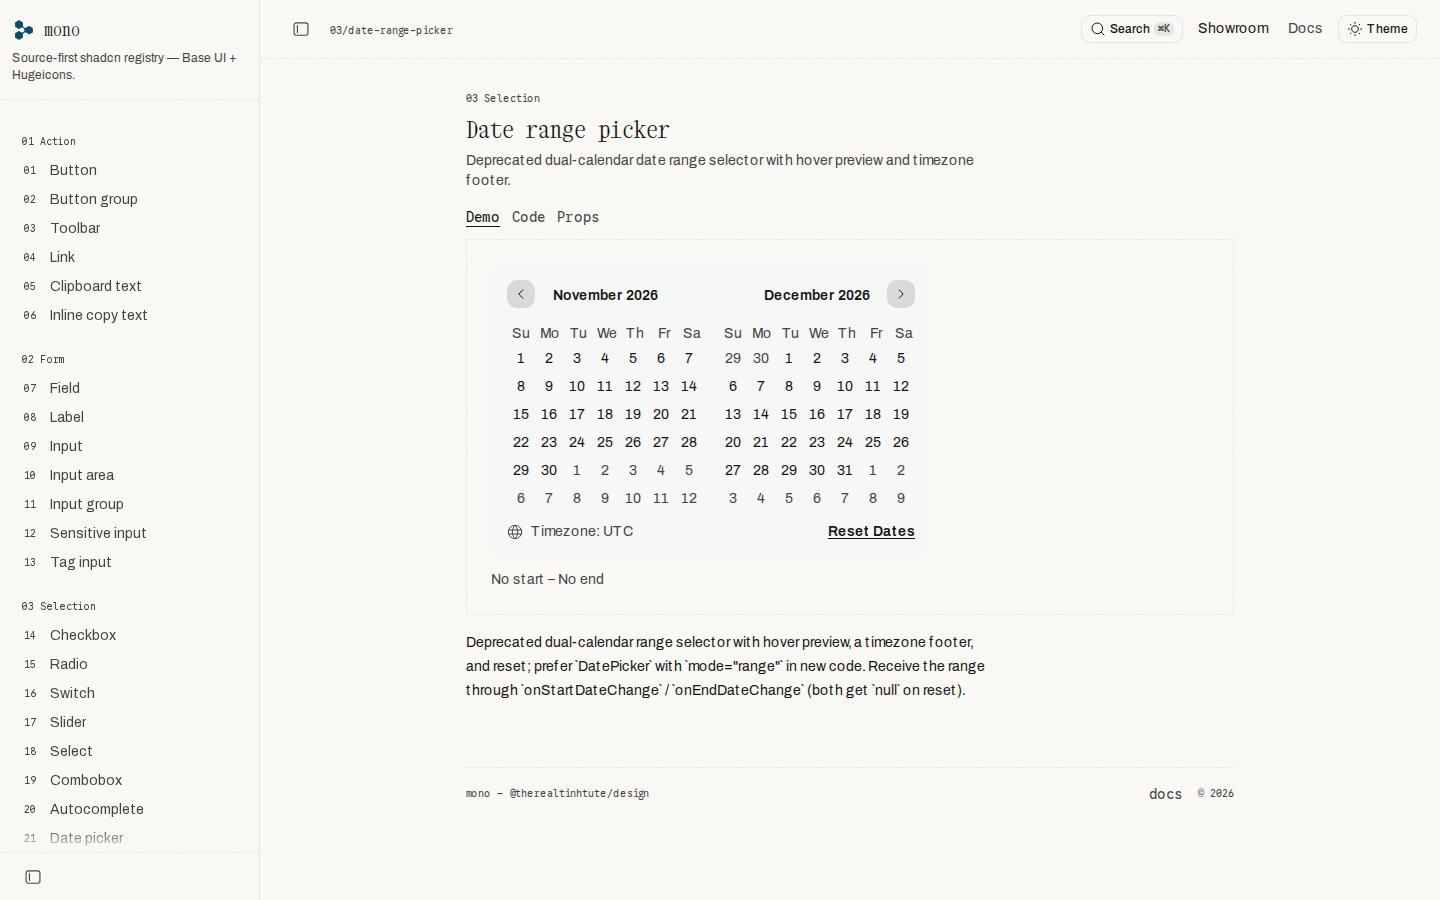 mono
Source-first shadcn registry — Base UI +
Hugeicons.
01 Action
01 Button
02 Button group
03 Toolbar
04 Link
05 Clipboard text
06 Inline copy text
02 Form
07 Field
08 Label
09 Input
10 Input area
11 Input group
12 Sensitive input
13 Tag input
03 Selection
14 Checkbox
15 Radio
16 Switch
17 Slider
18 Select
19 Combobox
20 Autocomplete
21 Date picker
03/date-range-picker
Search ⌘K Showroom Docs Theme
03 Selection
Date range picker
Deprecated dual-calendar date range selector with hover preview and timezone
footer.
Demo Code Props
November 2026 December 2026
Su Mo Tu We Th Fr Sa Su Mo Tu We Th Fr Sa
1 2 3 4 5 6 7 29 30 1 2 3 4 5
8 9 10 11 12 13 14 6 7 8 9 10 11 12
15 16 17 18 19 20 21 13 14 15 16 17 18 19
22 23 24 25 26 27 28 20 21 22 23 24 25 26
29 30 1 2 3 4 5 27 28 29 30 31 1 2
6 7 8 9 10 11 12 3 4 5 6 7 8 9
Timezone: UTC Reset Dates
No start – No end
Deprecated dual-calendar range selector with hover preview, a timezone footer,
and reset; prefer `DatePicker` with `mode="range"` in new code. Receive the range
through `onStartDateChange` / `onEndDateChange` (both get `null` on reset).
mono — @therealtinhtute/design docs © 2026